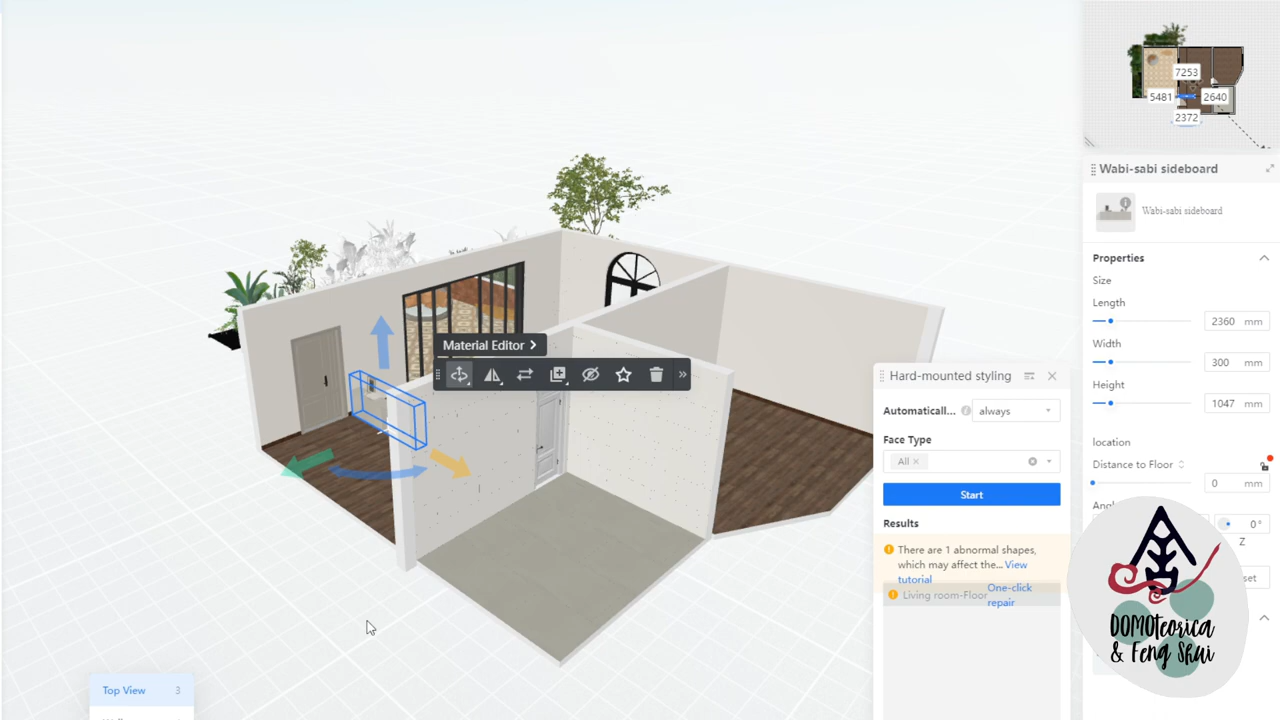 7253
5481
2640
2372
Wabi-sabi sideboard
Wabi-sabi sideboard
Properties
Size
Length
2360 mm
Width
300 mm
Height
1047 mm
location
Distance to Floor
0 mm
0°
Z
Material Editor
Hard-mounted styling
Automaticall...
always
Face Type
All
Start
Results
There are 1 abnormal shapes,
which may affect the... View
tutorial
Living room-Floor
One-click
repair
DOMOteorica
& Feng Shui
Top View 3